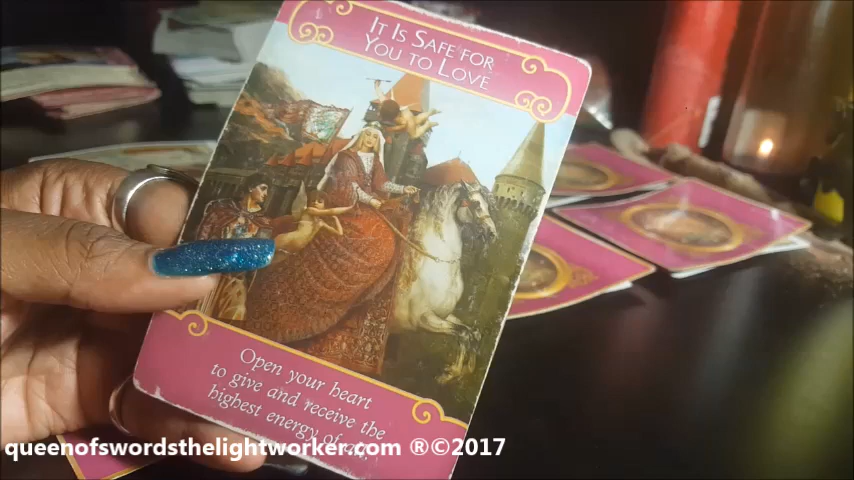 It Is Safe for
You to Love
Open your heart
to give and receive the
highest energy of
queenofswordsthelightworker.com ®©2017